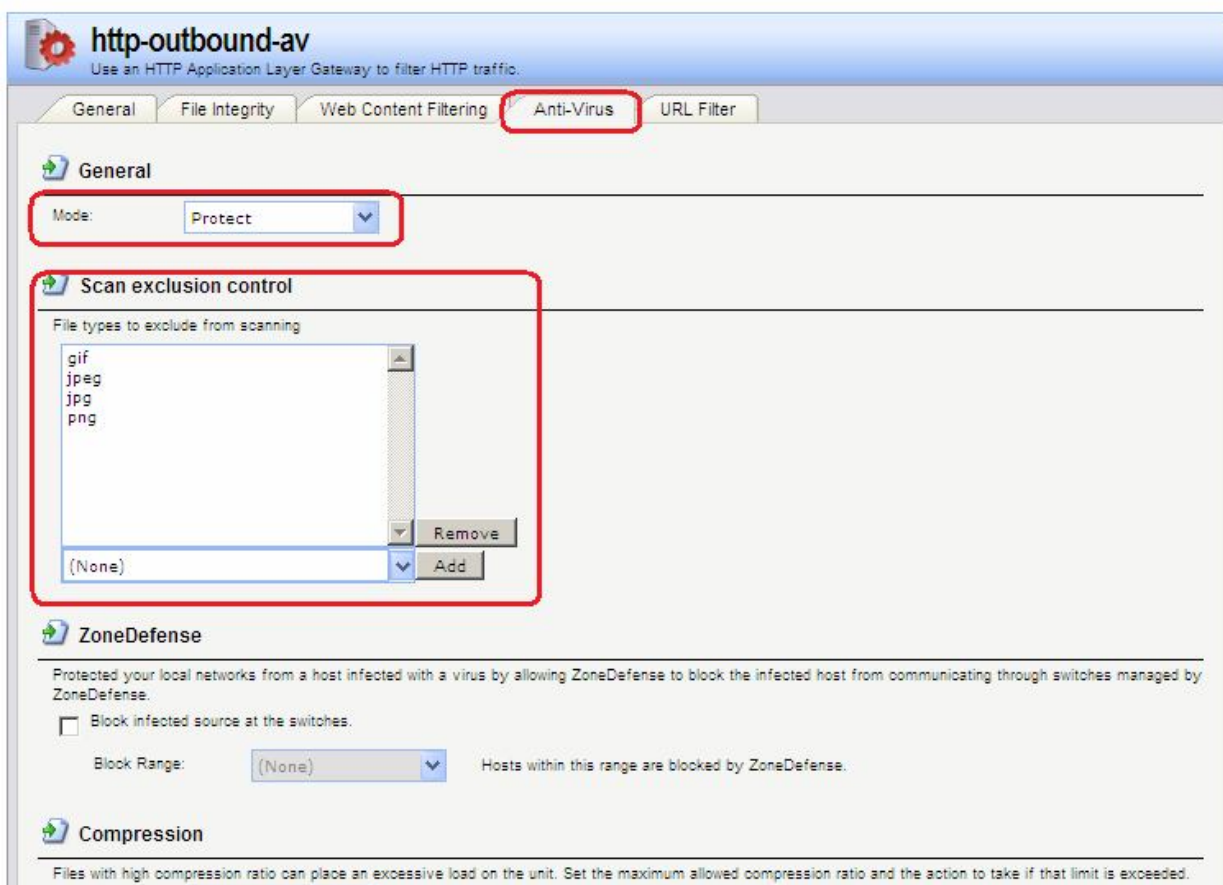 http-outbound-av
Use an HTTP Application Layer Gateway to filter HTTP traffic.
General File Integrity Web Content Filtering Anti-Virus URL Filter
General
Mode: Protect
Scan exclusion control
File types to exclude from scanning
gif
jpeg
jpg
png
Remove
(None) Add
ZoneDefense
Protected your local networks from a host infected with a virus by allowing ZoneDefense to block the infected host from communicating through switches managed by
ZoneDefense.
Block infected source at the switches.
Block Range: (None) Hosts within this range are blocked by ZoneDefense.
Compression
Files with high compression ratio can place an excessive load on the unit. Set the maximum allowed compression ratio and the action to take if that limit is exceeded.